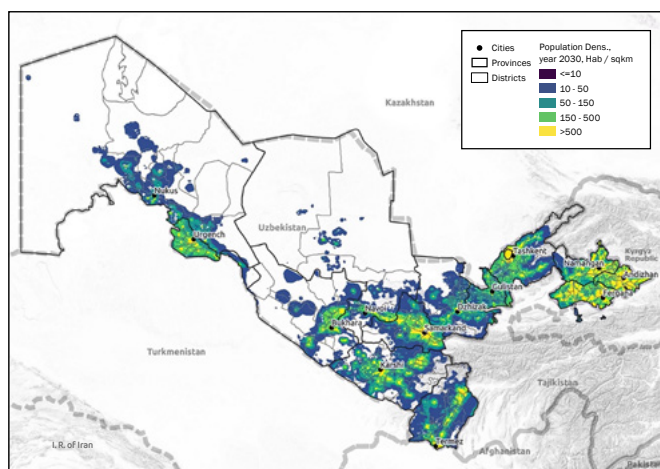 Cities
Provinces
Districts
Population Dens.,
year 2030, Hab / sqkm
<=10
10 - 50
50 - 150
150 - 500
>500
Kazakhstan
Nukus
Uzbekistan
Urgench
Tashkent
Namangan
Kyrgyz
Republic
Andizhan
Fergana
Gulistan
Navoi
Dzhizak
Bukhara
Samarkand
Turkmenistan
Karshi
Tajikistan
Termez
I.R. of Iran
Afghanistan
Pakistan